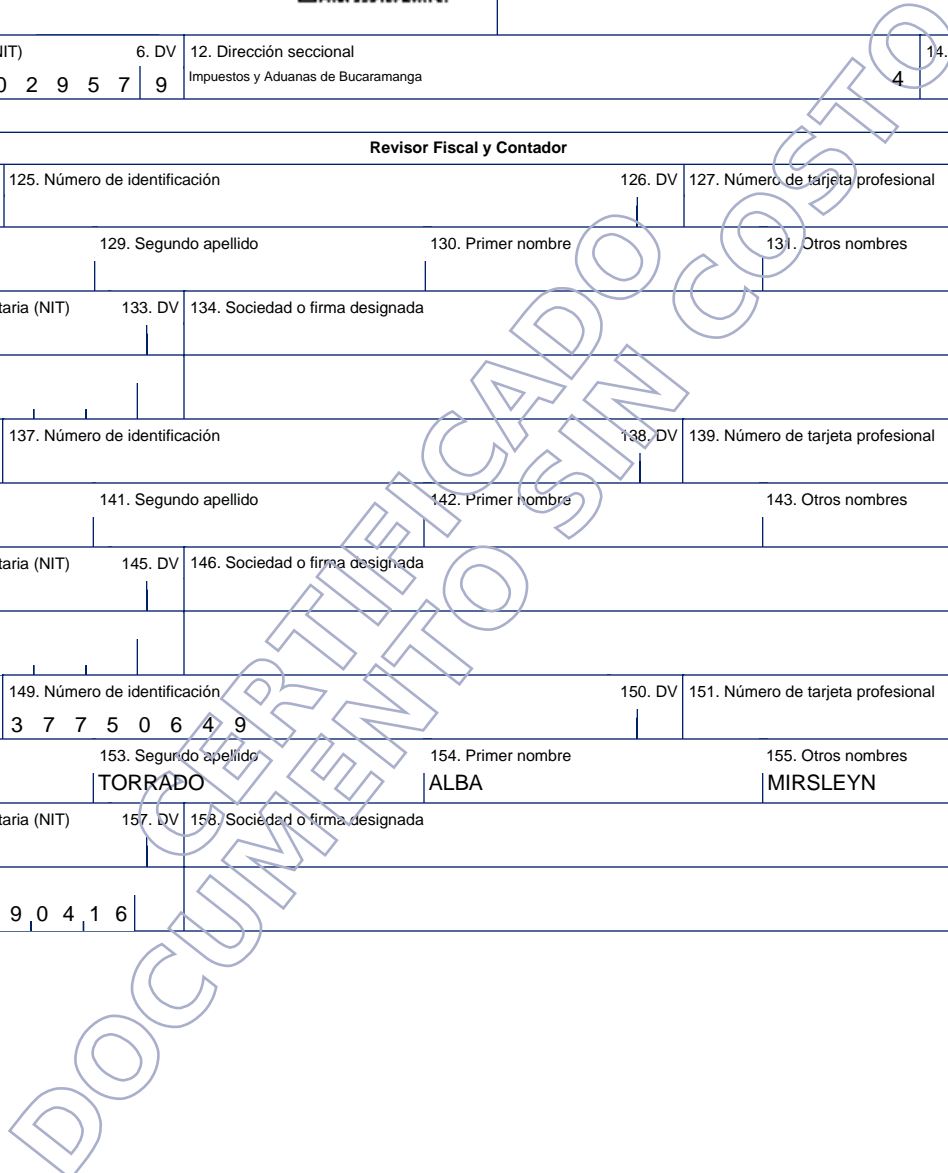 6. DV 12. Dirección seccional 14.
2 9 5 7 9 Impuestos y Aduanas de Bucaramanga 4
Revisor Fiscal y Contador
125. Número de identificación 126. DV 127. Número de tarjeta profesional
129. Segundo apellido 130. Primer nombre 131. Otros nombres
taria (NIT) 133. DV 134. Sociedad o firma designada
137. Número de identificación 138. DV 139. Número de tarjeta profesional
141. Segundo apellido 142. Primer nombre 143. Otros nombres
taria (NIT) 145. DV 146. Sociedad o firma designada
149. Número de identificación 150. DV 151. Número de tarjeta profesional
3 7 7 5 0 6 4 9
153. Segundo apellido 154. Primer nombre 155. Otros nombres
TORRADO ALBA MIRSLEYN
taria (NIT) 157. DV 158. Sociedad o firma designada
9 0 4 1 6
CERTIFICADO
DOCUMENTO SIN COSTO